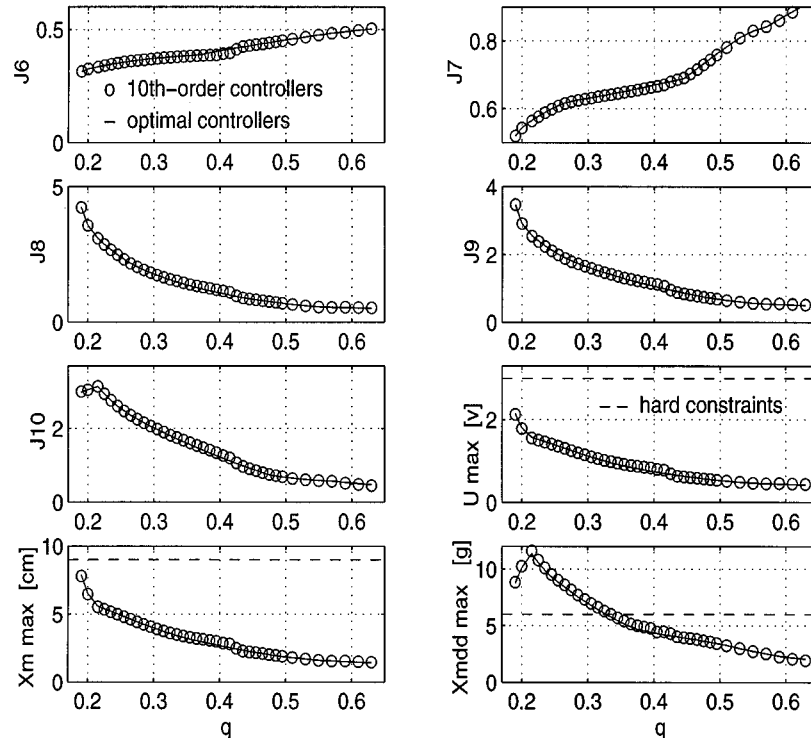 J6
0.5
0
o 10th-order controllers
– optimal controllers
0.2 0.3 0.4 0.5 0.6
J7
0.8
0.6
0.2 0.3 0.4 0.5 0.6
J8
5
0
0.2 0.3 0.4 0.5 0.6
J9
4
2
0
0.2 0.3 0.4 0.5 0.6
J10
2
0
0.2 0.3 0.4 0.5 0.6
U max [v]
2
0
-- hard constraints
0.2 0.3 0.4 0.5 0.6
Xm max [cm]
10
5
0
0.2 0.3 0.4 0.5 0.6
q
Xmdd max [g]
10
5
0
0.2 0.3 0.4 0.5 0.6
q